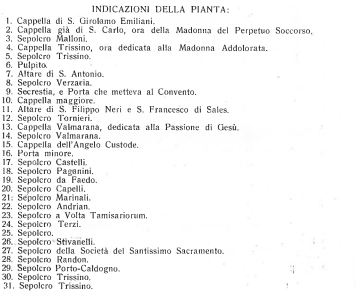 INDICAZIONI DELLA PIANTA:
1. Cappella di S. Girolamo Emiliani.
2. Cappella già di S. Carlo, ora della Madonna del Perpetuo Soccorso.
3. Sepolcro Malloni.
4. Cappella Trissino, ora dedicata alla Madonna Addolorata.
5. Sepolcro Trissino.
6. Pulpito.
7. Altare di S. Antonio.
8. Sepolcro Verzaria.
9. Secrestia, e Porta che metteva al Convento.
10. Cappella maggiore.
11. Altare di S. Filippo Neri e S. Francesco di Sales.
12. Sepolcro Tornieri.
13. Cappella Valmarana, dedicata alla Passione di Gesù.
14. Sepolcro Valmarana.
15. Cappella dell'Angelo Custode.
16. Porta minore.
17. Sepolcro Castelli.
18. Sepolcro Paganini.
19. Sepolcro da Faedo.
20. Sepolcro Capelli.
21. Sepolcro Marinali.
22. Sepolcro Andrian.
23. Sepolcro a Volta Tamisariorum.
24. Sepolcro Terzi.
25. Sepolcro.
26. Sepolcro Stivanelli.
27. Sepolcro della Società del Santissimo Sacramento.
28. Sepolcro Randon.
29. Sepolcro Porto-Caldogno.
30. Sepolcro Trissino.
31. Sepolcro Trissino.